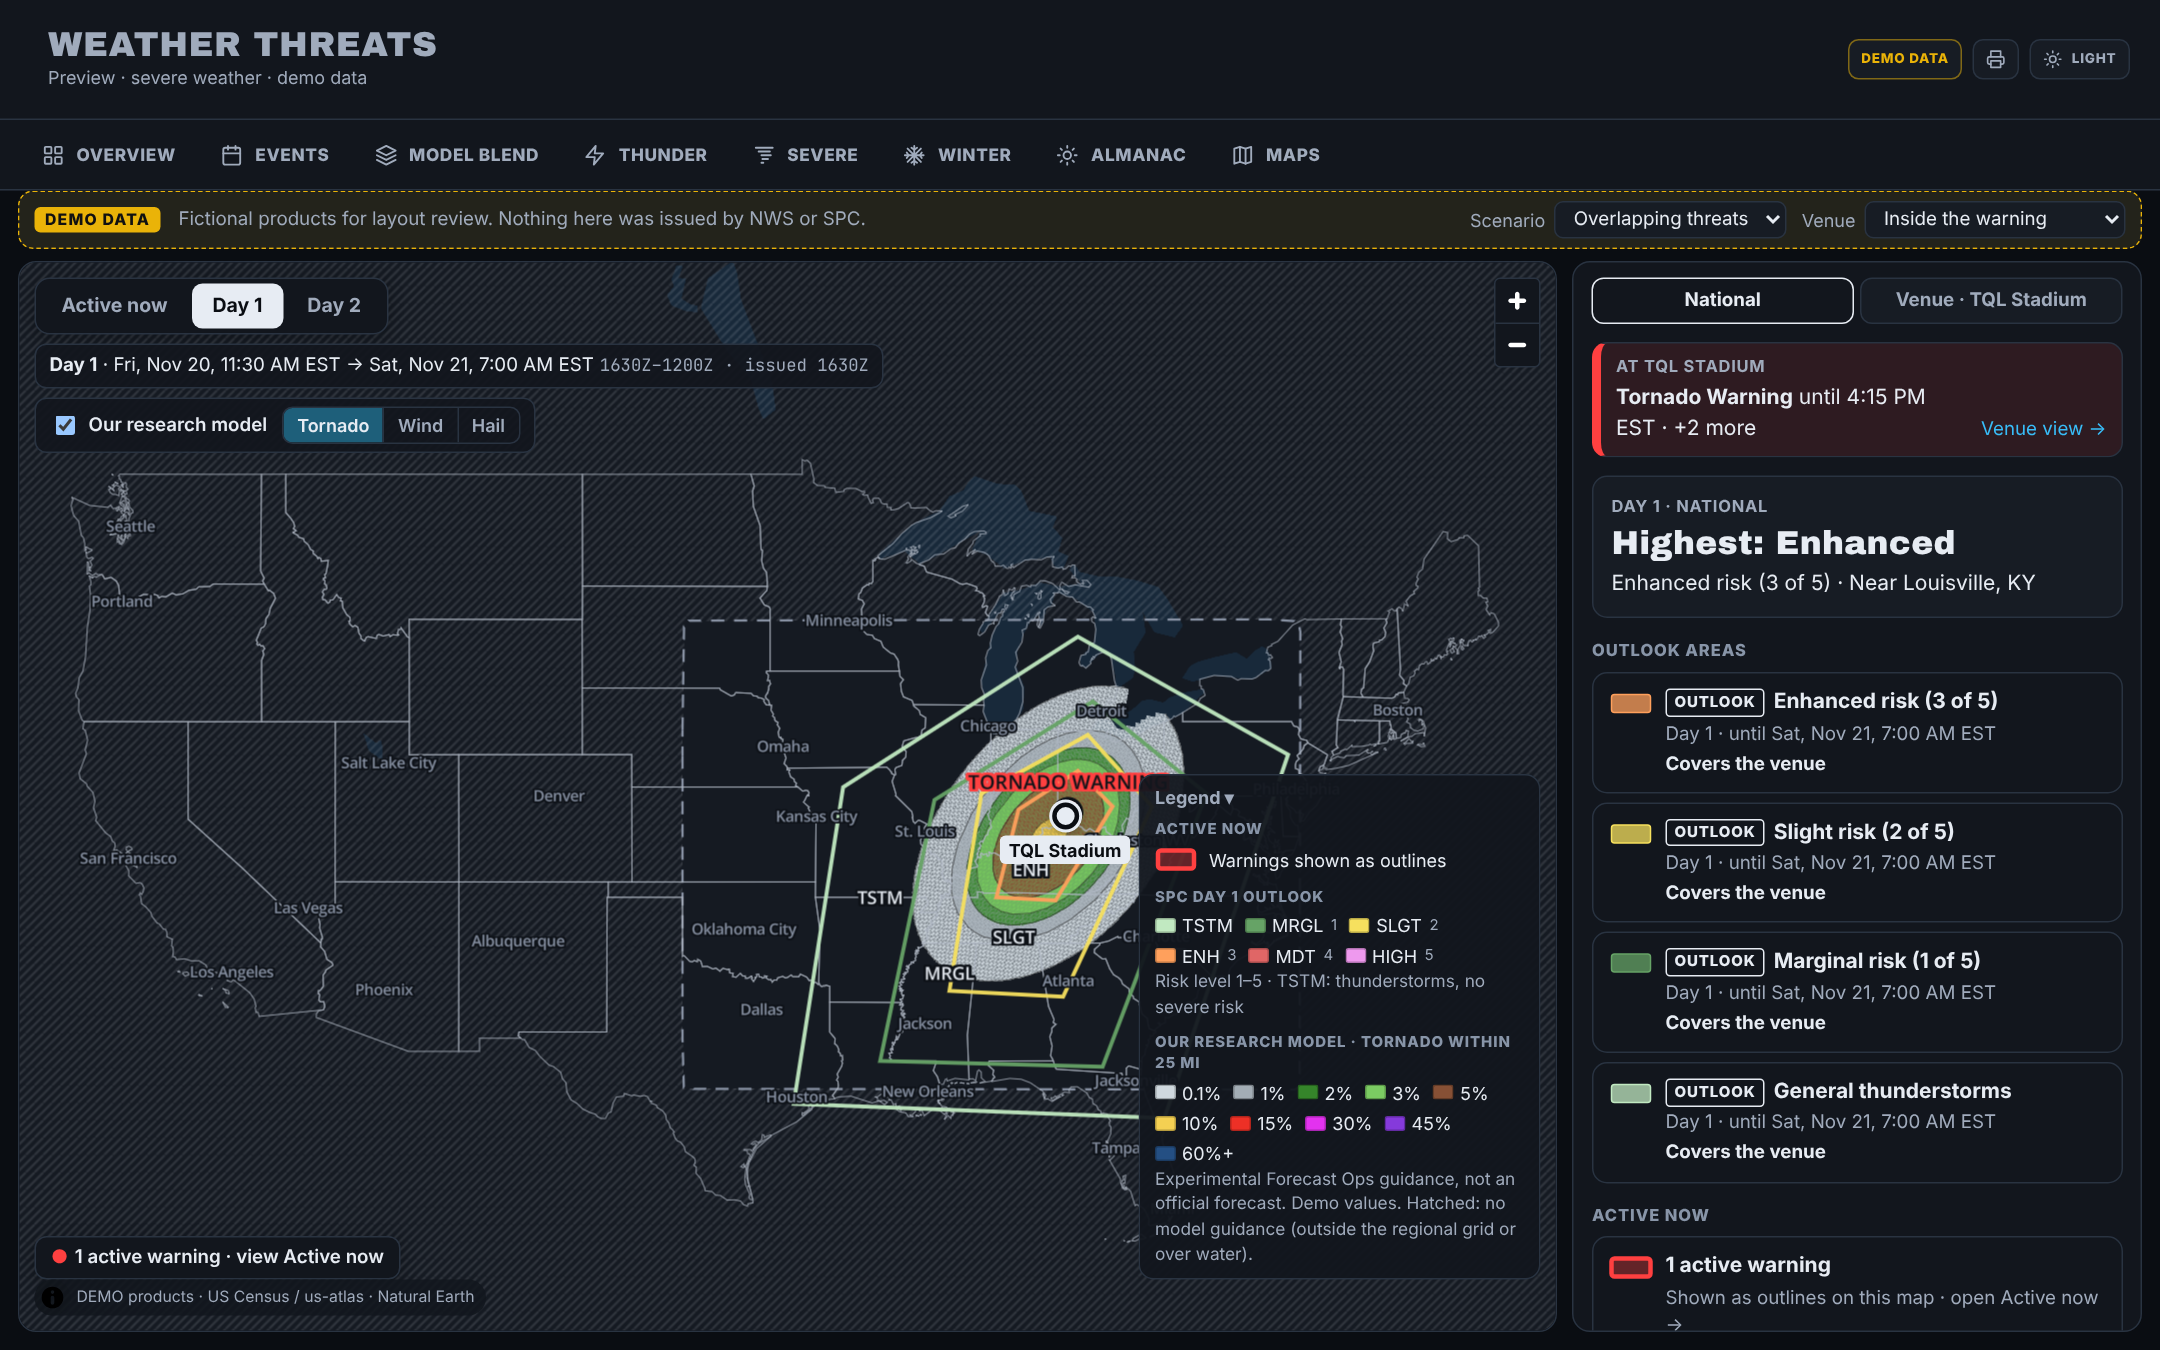 WEATHER THREATS
Preview · severe weather · demo data
DEMO DATA
LIGHT
OVERVIEW
EVENTS
MODEL BLEND
THUNDER
SEVERE
WINTER
ALMANAC
MAPS
DEMO DATA Fictional products for layout review. Nothing here was issued by NWS or SPC.
Scenario Overlapping threats
Venue Inside the warning
Active now
Day 1
Day 2
Day 1 · Fri, Nov 20, 11:30 AM EST → Sat, Nov 21, 7:00 AM EST 1630Z–1200Z · issued 1630Z
Our research model Tornado Wind Hail
+
−
Seattle
Portland
Minneapolis
Boston
Detroit
Chicago
Omaha
Salt Lake City
TORNADO WARNIN
Denver
Kansas City
St. Louis
TQL Stadium
San Francisco
ENH
TSTM
Las Vegas
Oklahoma City
SLGT
Albuquerque
Los Angeles
MRGL
Atlanta
Phoenix
Dallas
Jackson
Jackso
New Orleans
Houston
Tampa
Legend ▾
ACTIVE NOW
Warnings shown as outlines
SPC DAY 1 OUTLOOK
TSTM MRGL 1 SLGT 2
ENH 3 MDT 4 HIGH 5
Risk level 1–5 · TSTM: thunderstorms, no
severe risk
OUR RESEARCH MODEL · TORNADO WITHIN
25 MI
0.1% 1% 2% 3% 5%
10% 15% 30% 45%
60%+
Experimental Forecast Ops guidance, not an
official forecast. Demo values. Hatched: no
model guidance (outside the regional grid or
over water).
1 active warning · view Active now
DEMO products · US Census / us-atlas · Natural Earth
National
Venue · TQL Stadium
AT TQL STADIUM
Tornado Warning until 4:15 PM
EST · +2 more
Venue view →
DAY 1 · NATIONAL
Highest: Enhanced
Enhanced risk (3 of 5) · Near Louisville, KY
OUTLOOK AREAS
OUTLOOK Enhanced risk (3 of 5)
Day 1 · until Sat, Nov 21, 7:00 AM EST
Covers the venue
OUTLOOK Slight risk (2 of 5)
Day 1 · until Sat, Nov 21, 7:00 AM EST
Covers the venue
OUTLOOK Marginal risk (1 of 5)
Day 1 · until Sat, Nov 21, 7:00 AM EST
Covers the venue
OUTLOOK General thunderstorms
Day 1 · until Sat, Nov 21, 7:00 AM EST
Covers the venue
ACTIVE NOW
1 active warning
Shown as outlines on this map · open Active now
→